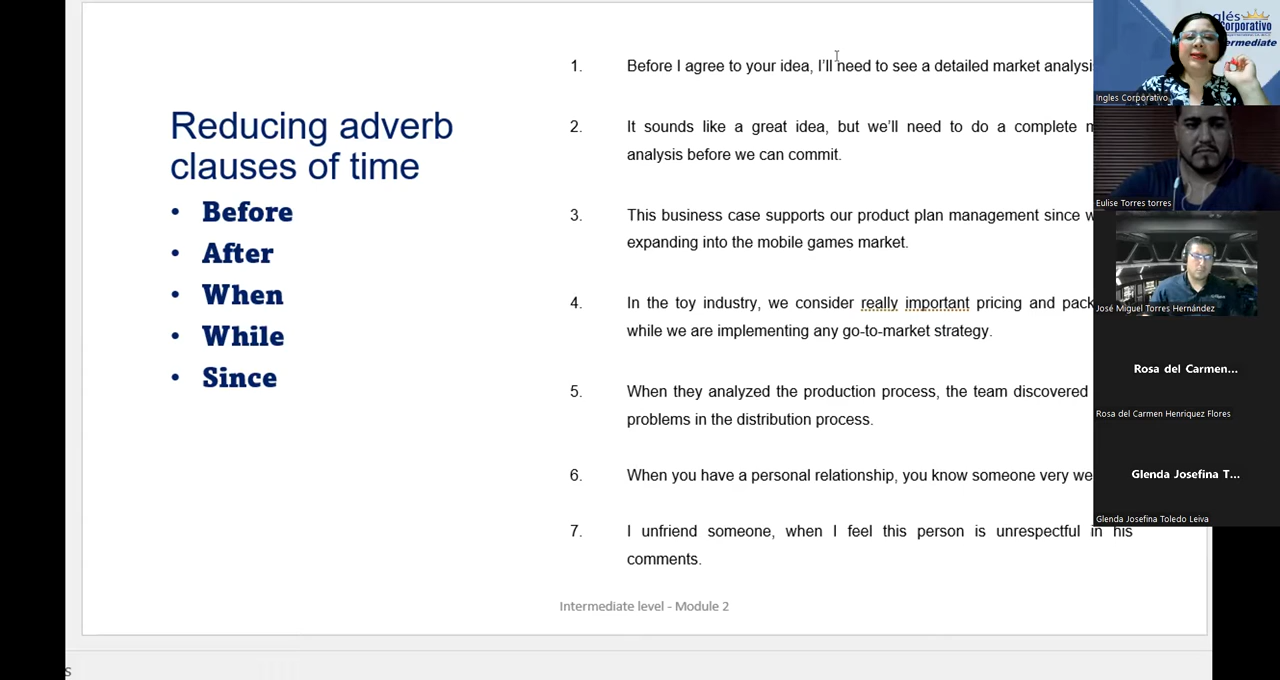 Reducing adverb
clauses of time
• Before
• After
• When
• While
• Since
1. Before I agree to your idea, I'll need to see a detailed market
2. It sounds like a great idea, but we'll need to do a complete
analysis before we can commit.
3. This business case supports our product plan management since
expanding into the mobile games market.
4. In the toy industry, we consider really important pricing and
while we are implementing any go-to-market strategy.
5. When they analyzed the production process, the team discovered
problems in the distribution process.
6. When you have a personal relationship, you know someone very
7. I unfriend someone, when I feel this person is unrespectful in his
comments.
Intermediate level - Module 2
s
Corporativo
Ingles Corporativo
Eulise Torres torres
José Miguel Torres Hernández
Rosa del Carmen...
Rosa del Carmen Henriquez Flores
Glenda Josefina T...
Glenda Josefina Toledo Leiva